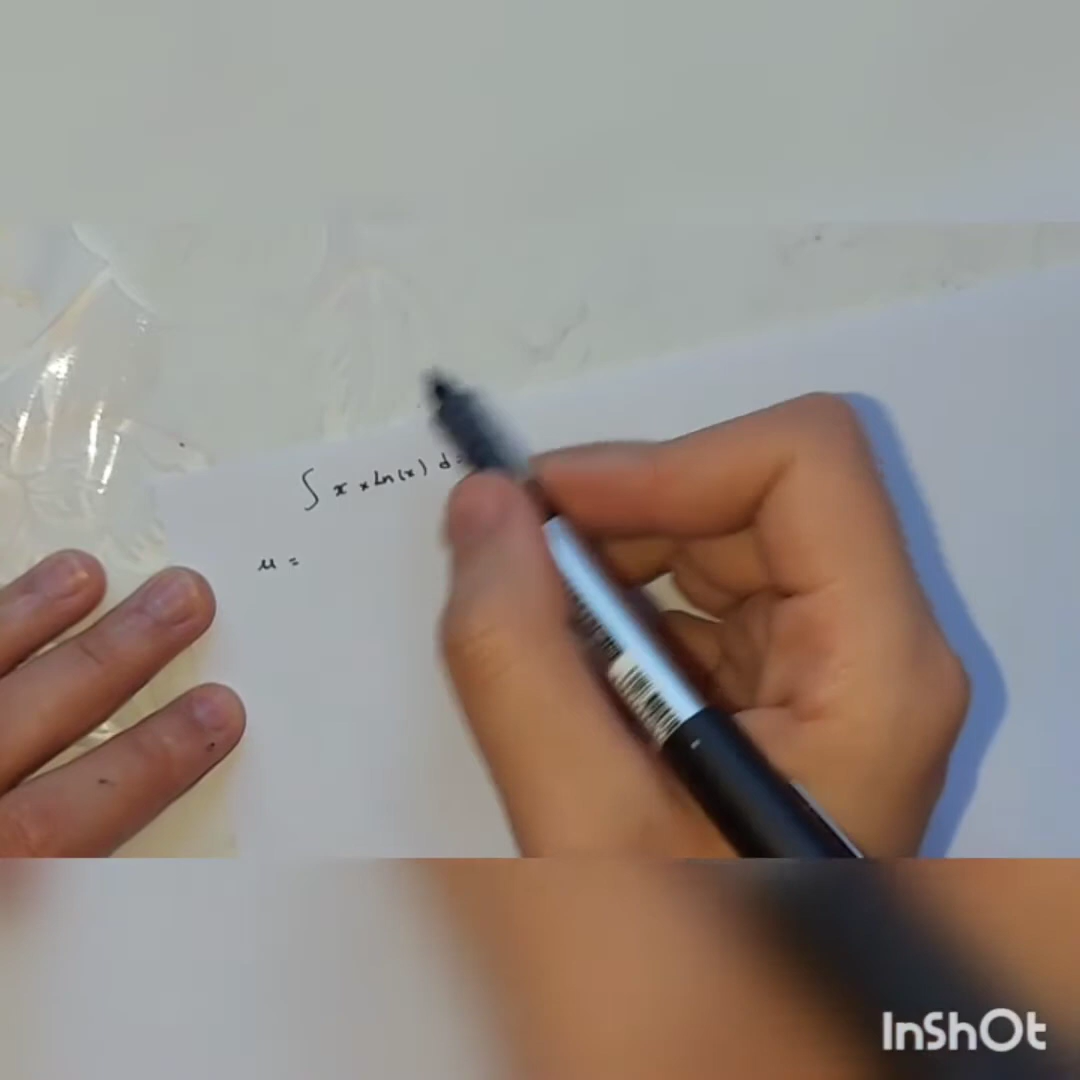 ∫ x × Ln(x) d
u =
InShOt